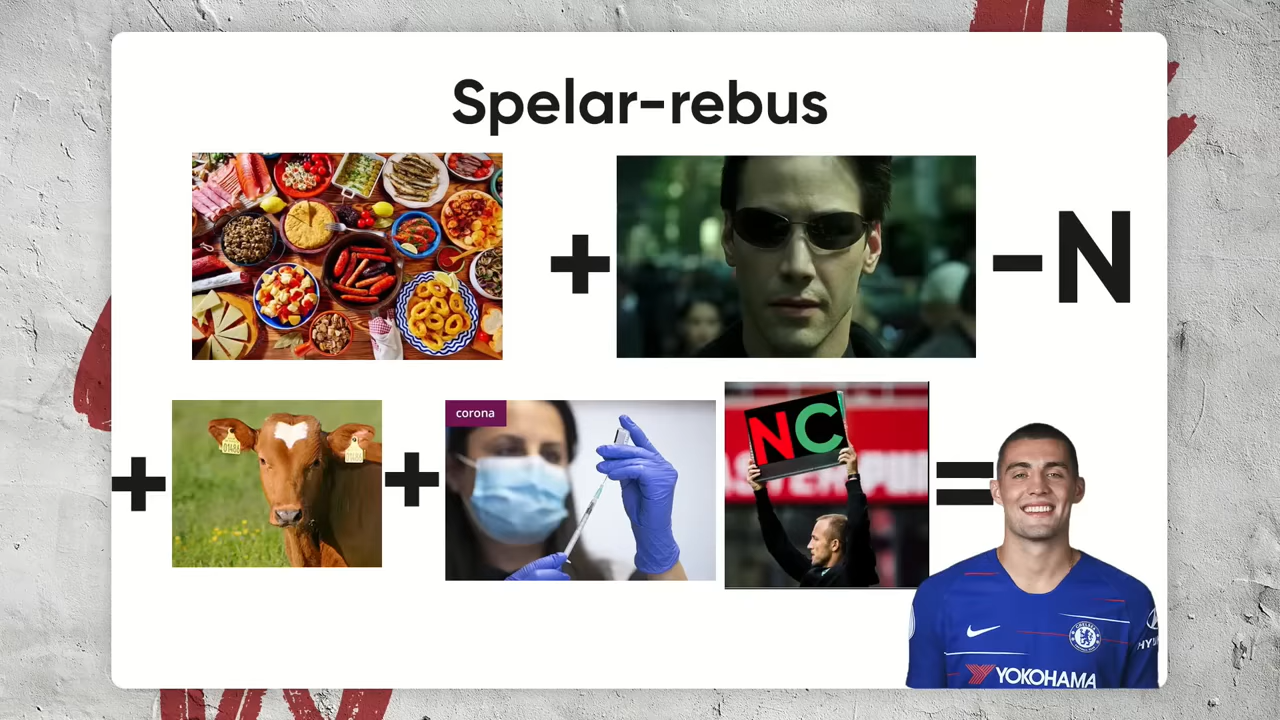 Spelar-rebus
+
-N
+
+
corona
NC
=
YOKOHAMA